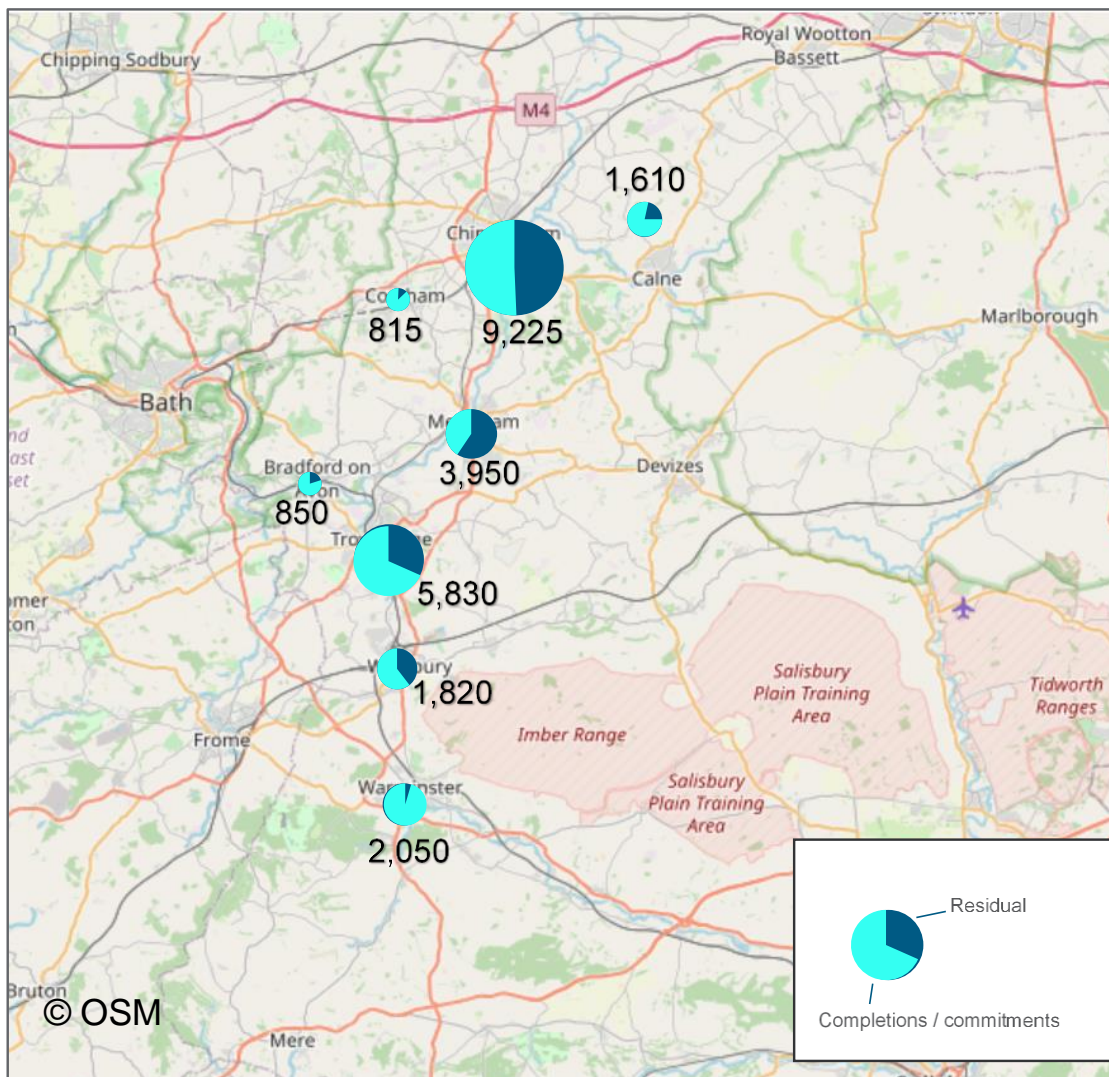 Royal Wootton
Bassett
Chipping Sodbury
M4
1,610
Calne
815
9,225
Marlborough
Bath
3,950
Devizes
Bradford on
850
5,830
1,820
Salisbury
Plain Training
Area
Tidworth
Ranges
Imber Range
Frome
Salisbury
Plain Training
Area
2,050
Residual
Bruton
© OSM
Completions / commitments
Mere